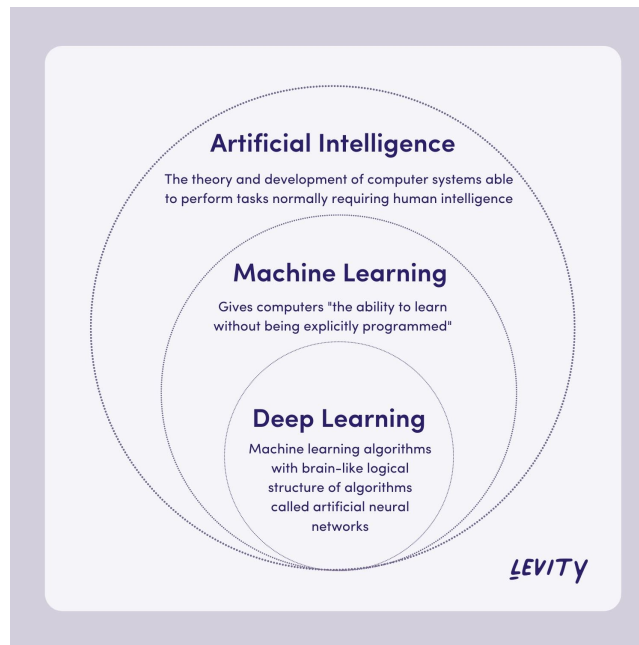 Artificial Intelligence
The theory and development of computer systems able
to perform tasks normally requiring human intelligence
Machine Learning
Gives computers "the ability to learn
without being explicitly programmed"
Deep Learning
Machine learning algorithms
with brain-like logical
structure of algorithms
called artificial neural
networks
LEVITY